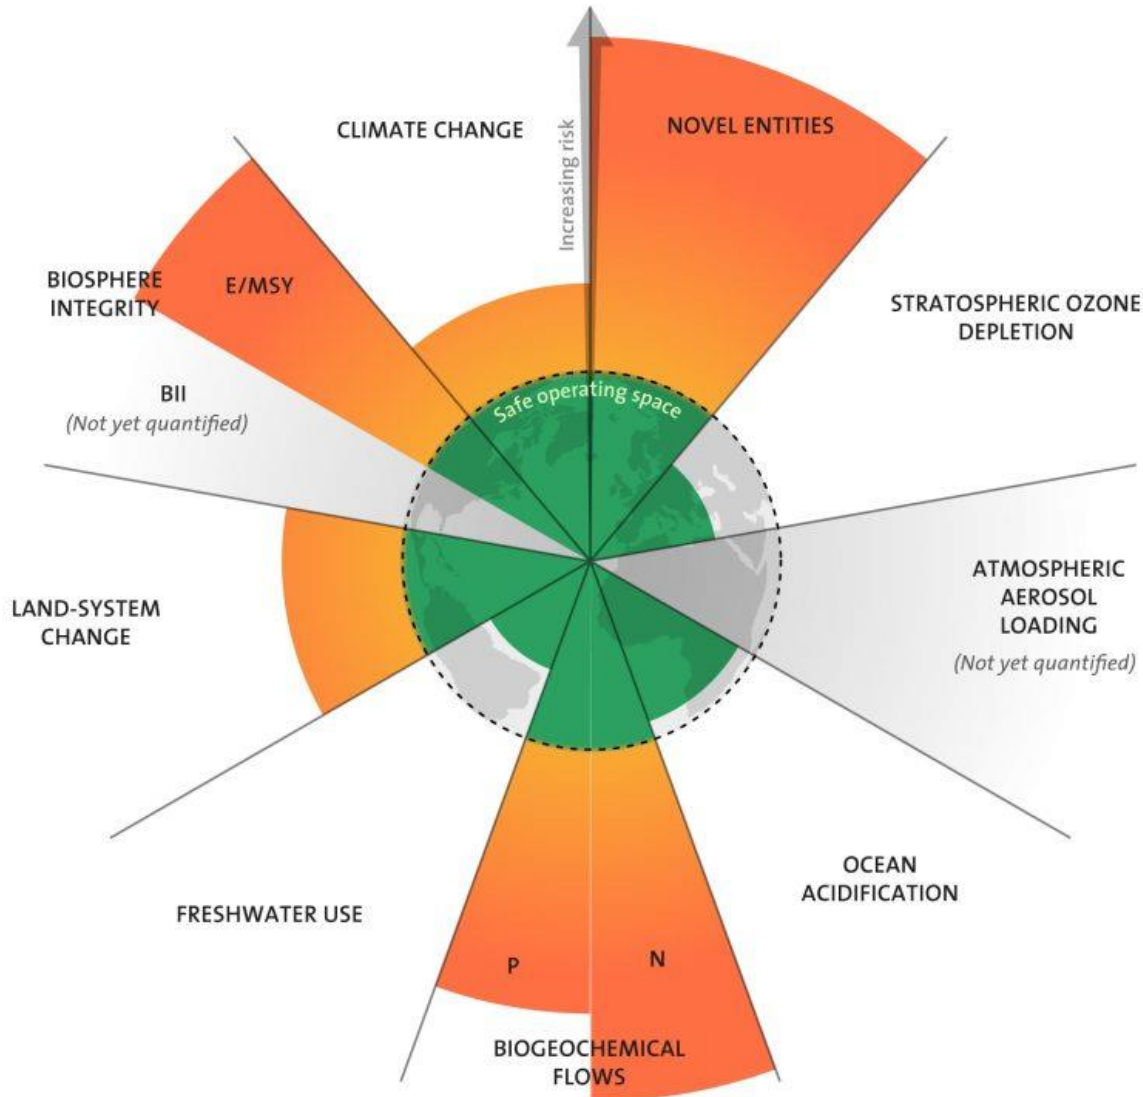 CLIMATE CHANGE
NOVEL ENTITIES
Increasing risk
BIOSPHERE
INTEGRITY
E/MSY
STRATOSPHERIC OZONE
DEPLETION
BII
(Not yet quantified)
Safe operating space
LAND-SYSTEM
CHANGE
ATMOSPHERIC
AEROSOL
LOADING
(Not yet quantified)
OCEAN
ACIDIFICATION
FRESHWATER USE
P
N
BIOGEOCHEMICAL
FLOWS